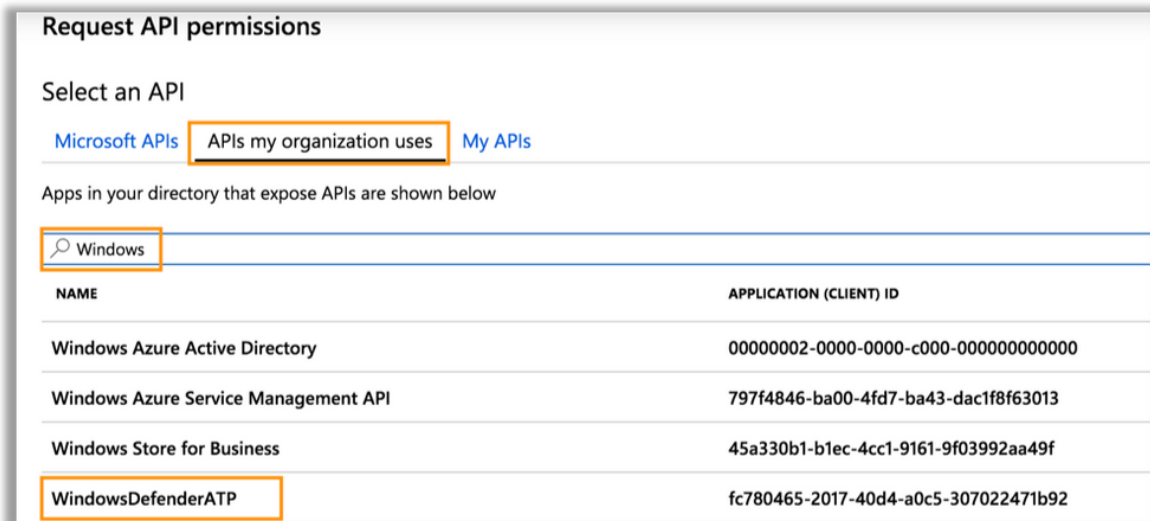 Request API permissions
Select an API
Microsoft APIs APIs my organization uses My APIs
Apps in your directory that expose APIs are shown below
Windows
NAME APPLICATION (CLIENT) ID
Windows Azure Active Directory 00000002-0000-0000-c000-000000000000
Windows Azure Service Management API 797f4846-ba00-4fd7-ba43-dac1f8f63013
Windows Store for Business 45a330b1-b1ec-4cc1-9161-9f03992aa49f
WindowsDefenderATP fc780465-2017-40d4-a0c5-307022471b92